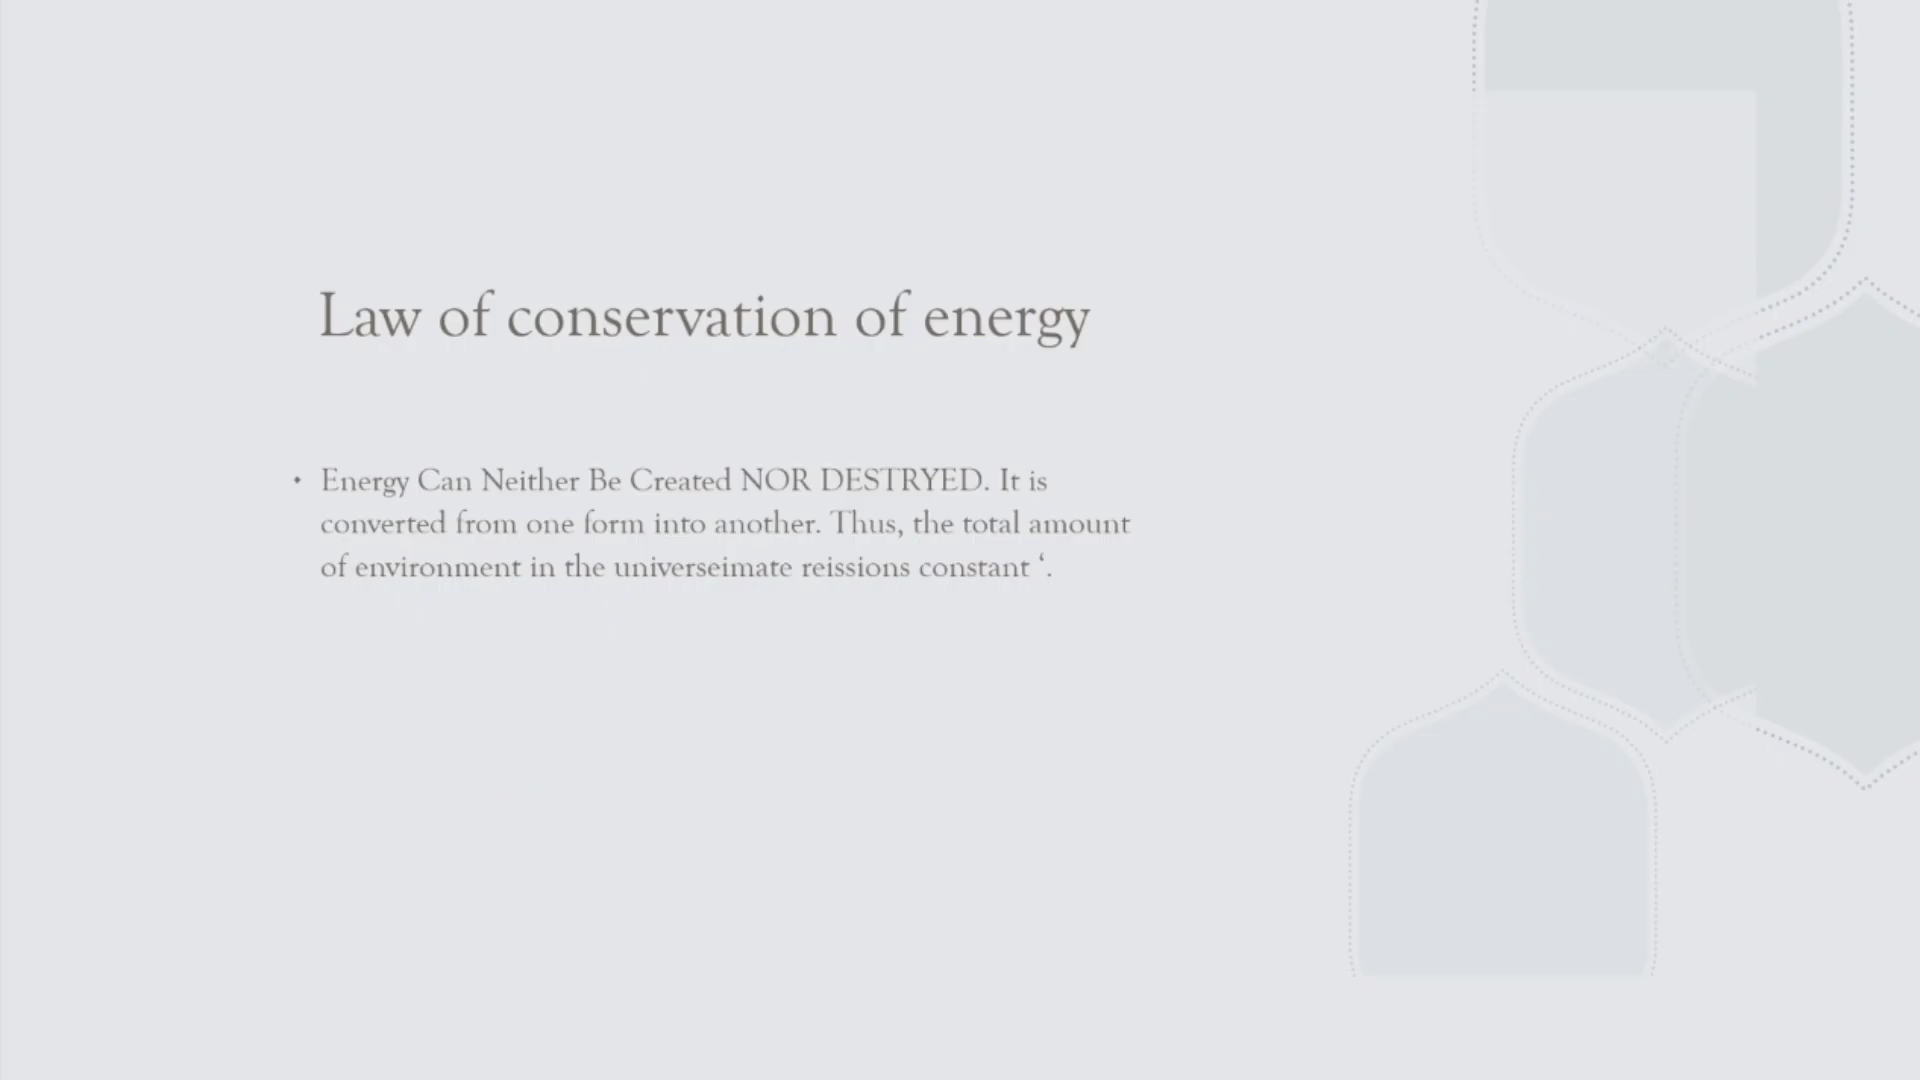 Law of conservation of energy
• Energy Can Neither Be Created NOR DESTRYED. It is
converted from one form into another. Thus, the total amount
of environment in the universeimate reissions constant ‘.